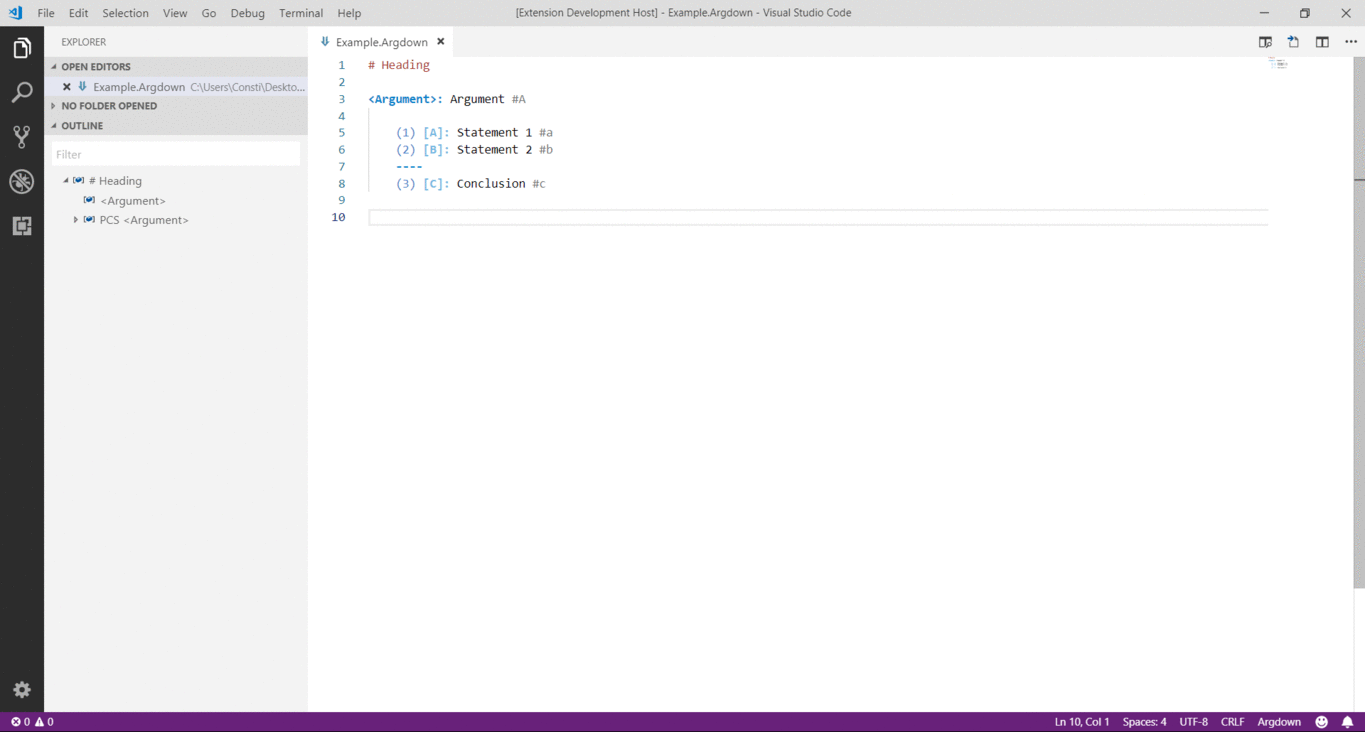 File Edit Selection View Go Debug Terminal Help [Extension Development Host] - Example.Argdown - Visual Studio Code
EXPLORER
OPEN EDITORS
Example.Argdown C:\Users\Consti\Deskto...
NO FOLDER OPENED
OUTLINE
Filter
# Heading
<Argument>
PCS <Argument>
Example.Argdown
1 # Heading
2
3 <Argument>: Argument #A
4
5 (1) [A]: Statement 1 #a
6 (2) [B]: Statement 2 #b
7 ----
8 (3) [C]: Conclusion #c
9
10
0 0 Ln 10, Col 1 Spaces: 4 UTF-8 CRLF Argdown